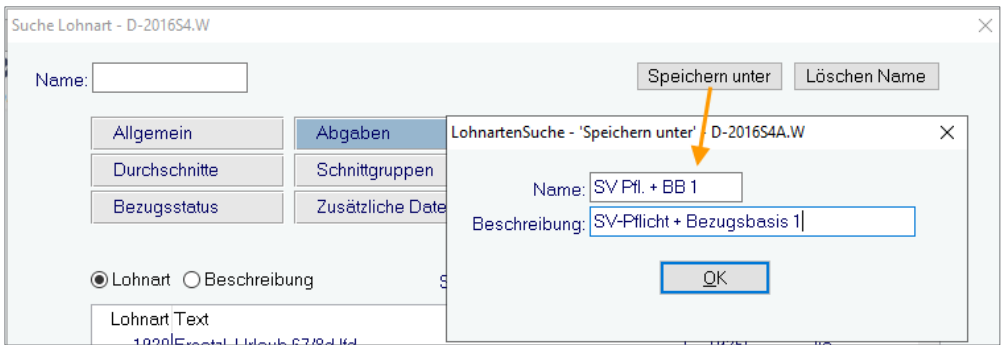 Suche Lohnart - D-2016S4.W
Name:
Speichern unter
Löschen Name
Allgemein
Abgaben
Durchschnitte
Schnittgruppen
Bezugsstatus
Zusätzliche Date
LohnartenSuche - 'Speichern unter' - D-2016S4A.W
Name: SV Pfl. + BB 1
Beschreibung: SV-Pflicht + Bezugsbasis 1
OK
Lohnart Beschreibung
Lohnart Text